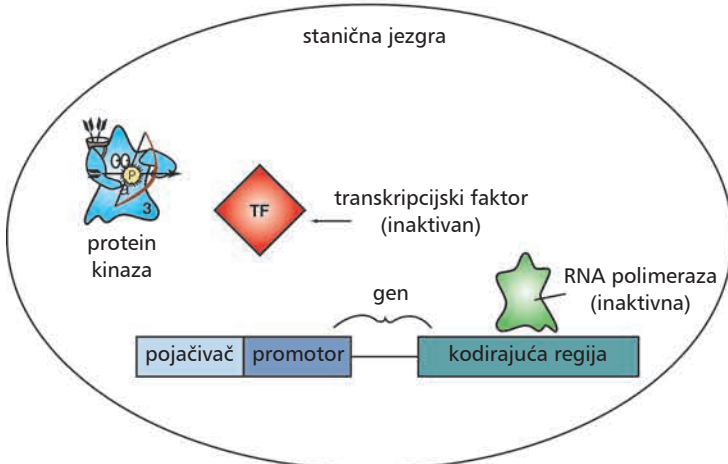 stanična jezgra
P
3
protein
kinaza
TF
transkripcijski faktor
(inaktivan)
gen
RNA polimeraza
(inaktivna)
pojačivač
promotor
kodirajuća regija